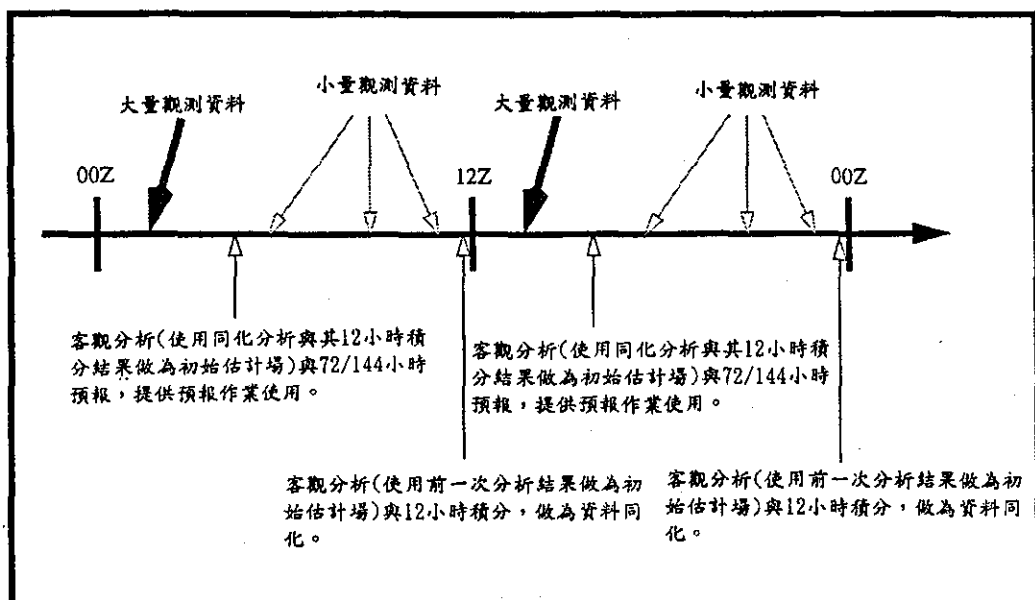 大量觀測資料
小量觀測資料
大量觀測資料
小量觀測資料
00Z
12Z
00Z
客觀分析(使用同化分析與其12小時積
分結果做為初始估計場)與72/144小時
預報，提供預報作業使用。
客觀分析(使用同化分析與其12小時積
分結果做為初始估計場)與72/144小時
預報，提供預報作業使用。
客觀分析(使用前一次分析結果做為初
始估計場)與12小時積分，做為資料同
化。
客觀分析(使用前一次分析結果做為初
始估計場)與12小時積分，做為資料同
化。